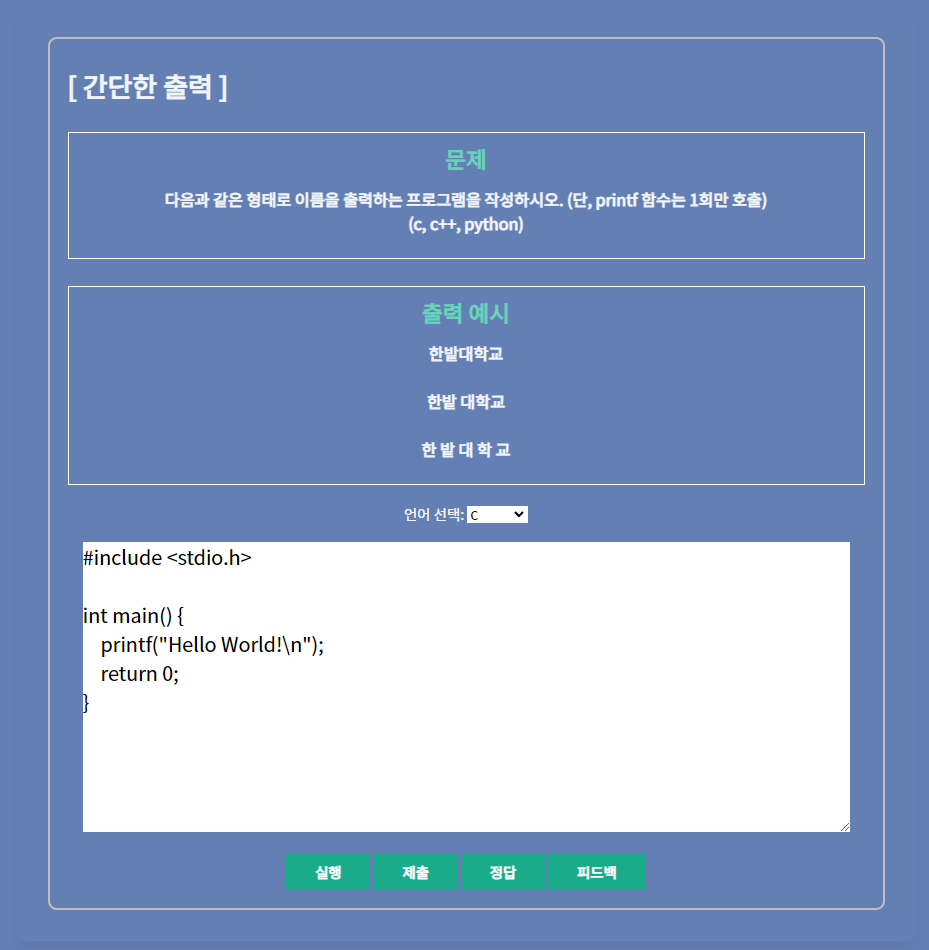 [ 간단한 출력 ]
문제
다음과 같은 형태로 이름을 출력하는 프로그램을 작성하시오. (단, printf 함수는 1회만 호출)
(c, c++, python)
출력 예시
한밭대학교
한밭 대학교
한 밭 대 학 교
언어 선택: C
#include <stdio.h>
int main() {
printf("Hello World!\n");
return 0;
}
실행 제출 정답 피드백